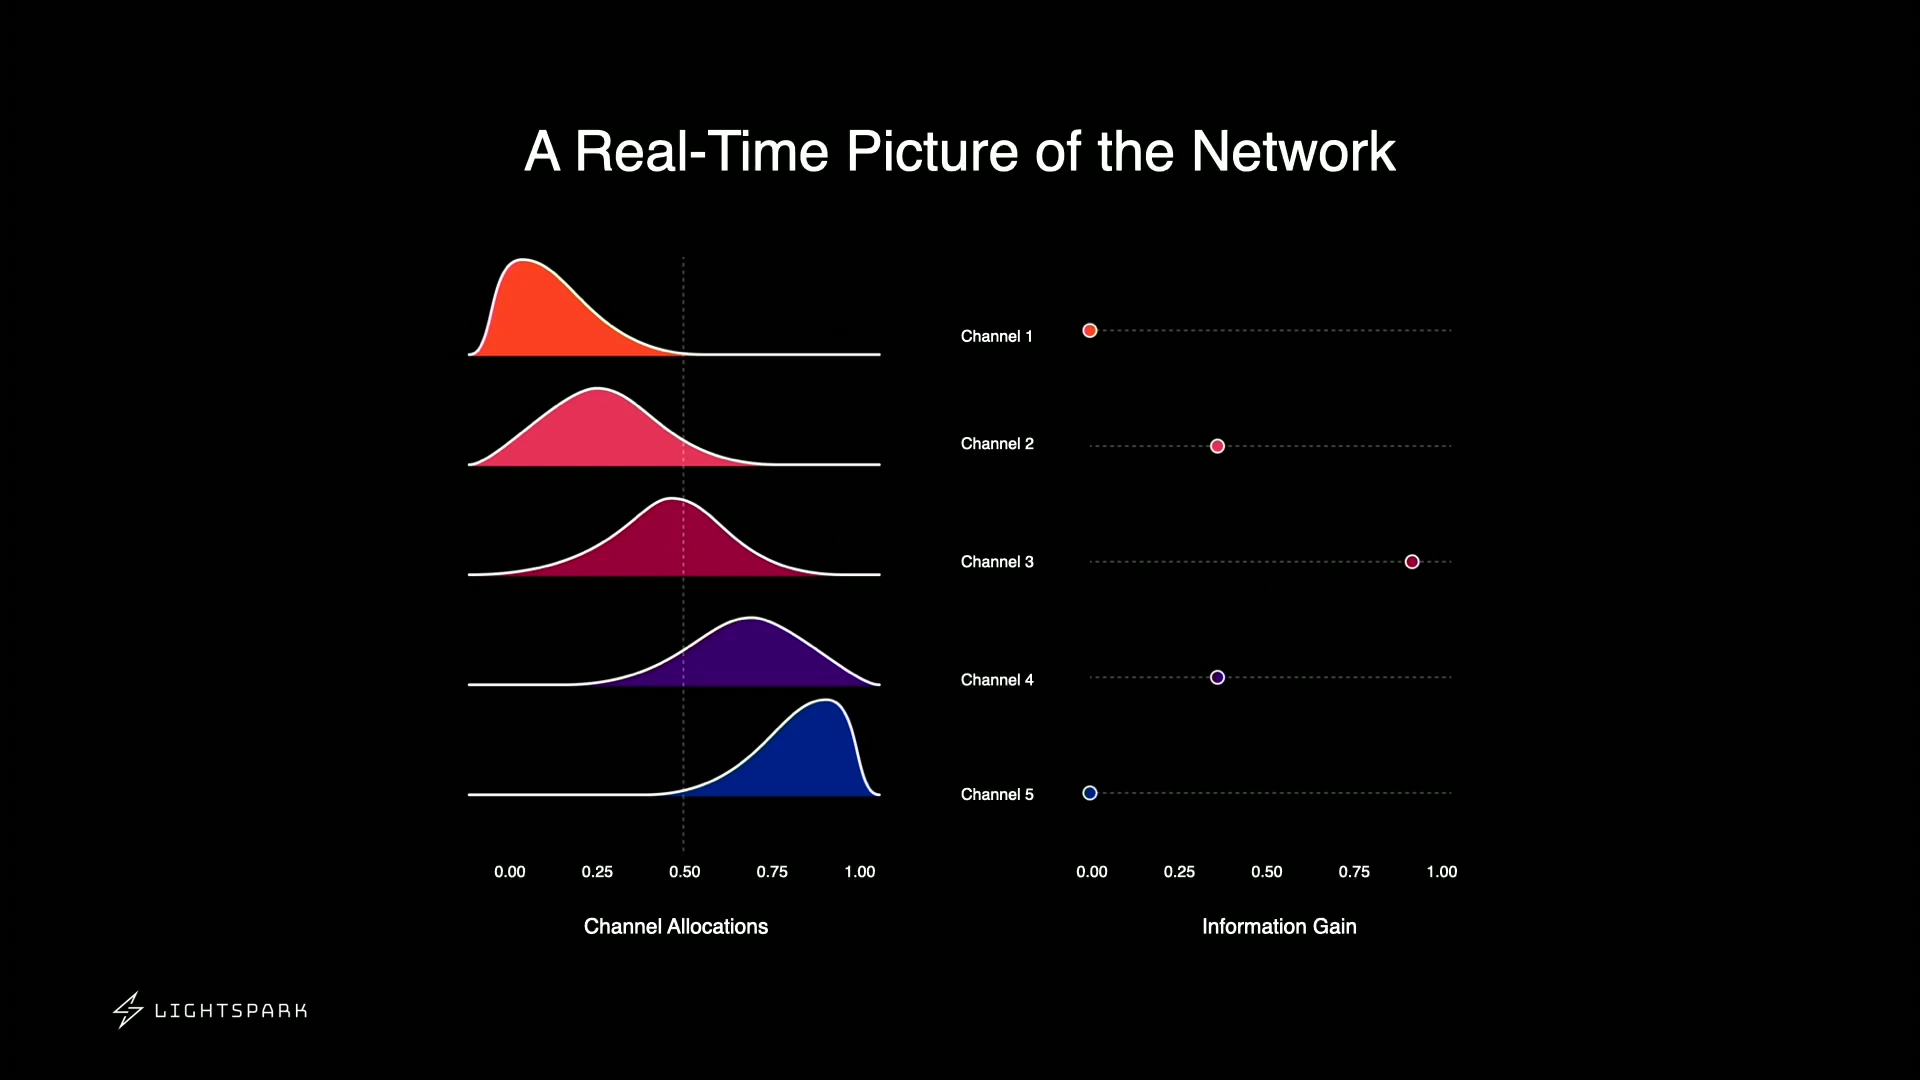 A Real-Time Picture of the Network
Channel 1
Channel 2
Channel 3
Channel 4
Channel 5
0.00 0.25 0.50 0.75 1.00
0.00 0.25 0.50 0.75 1.00
Channel Allocations
Information Gain
LIGHTSPARK